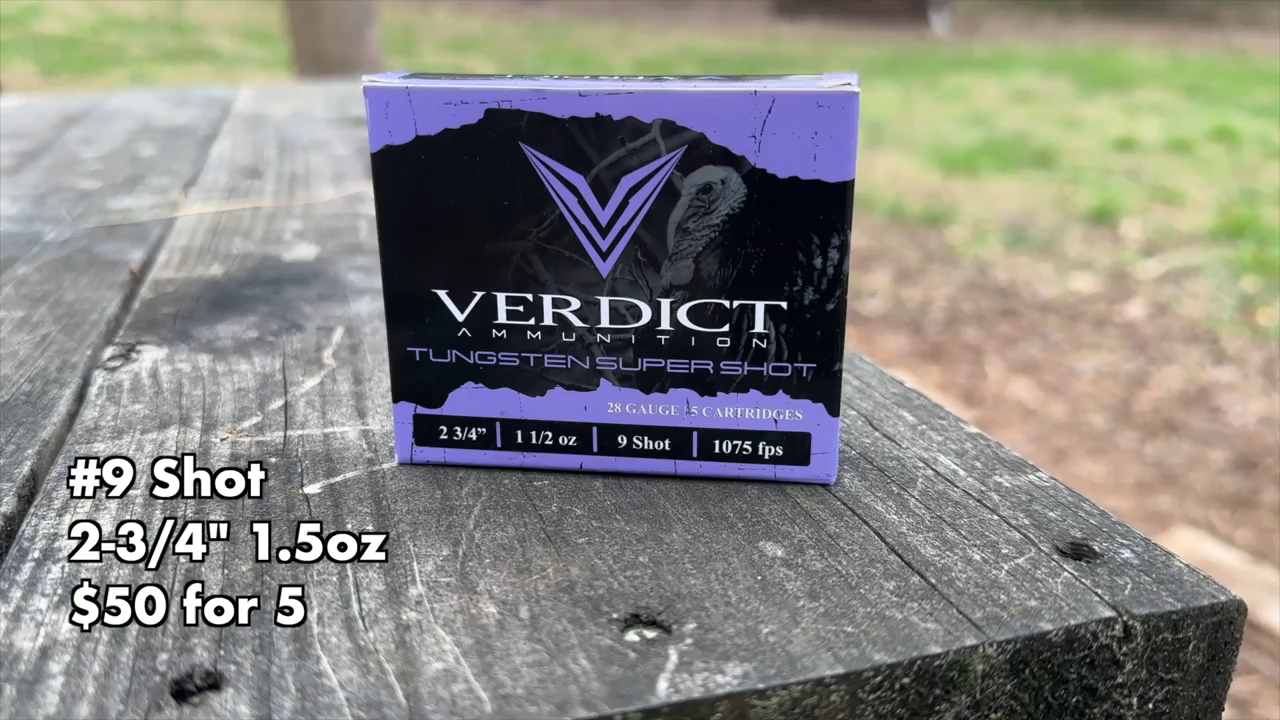 VERDICT
AMMUNITION
TUNGSTEN SUPER SHOT
28 GAUGE 5 CARTRIDGES
2 3/4” 1 1/2 oz 9 Shot 1075 fps
#9 Shot
2-3/4" 1.5oz
$50 for 5